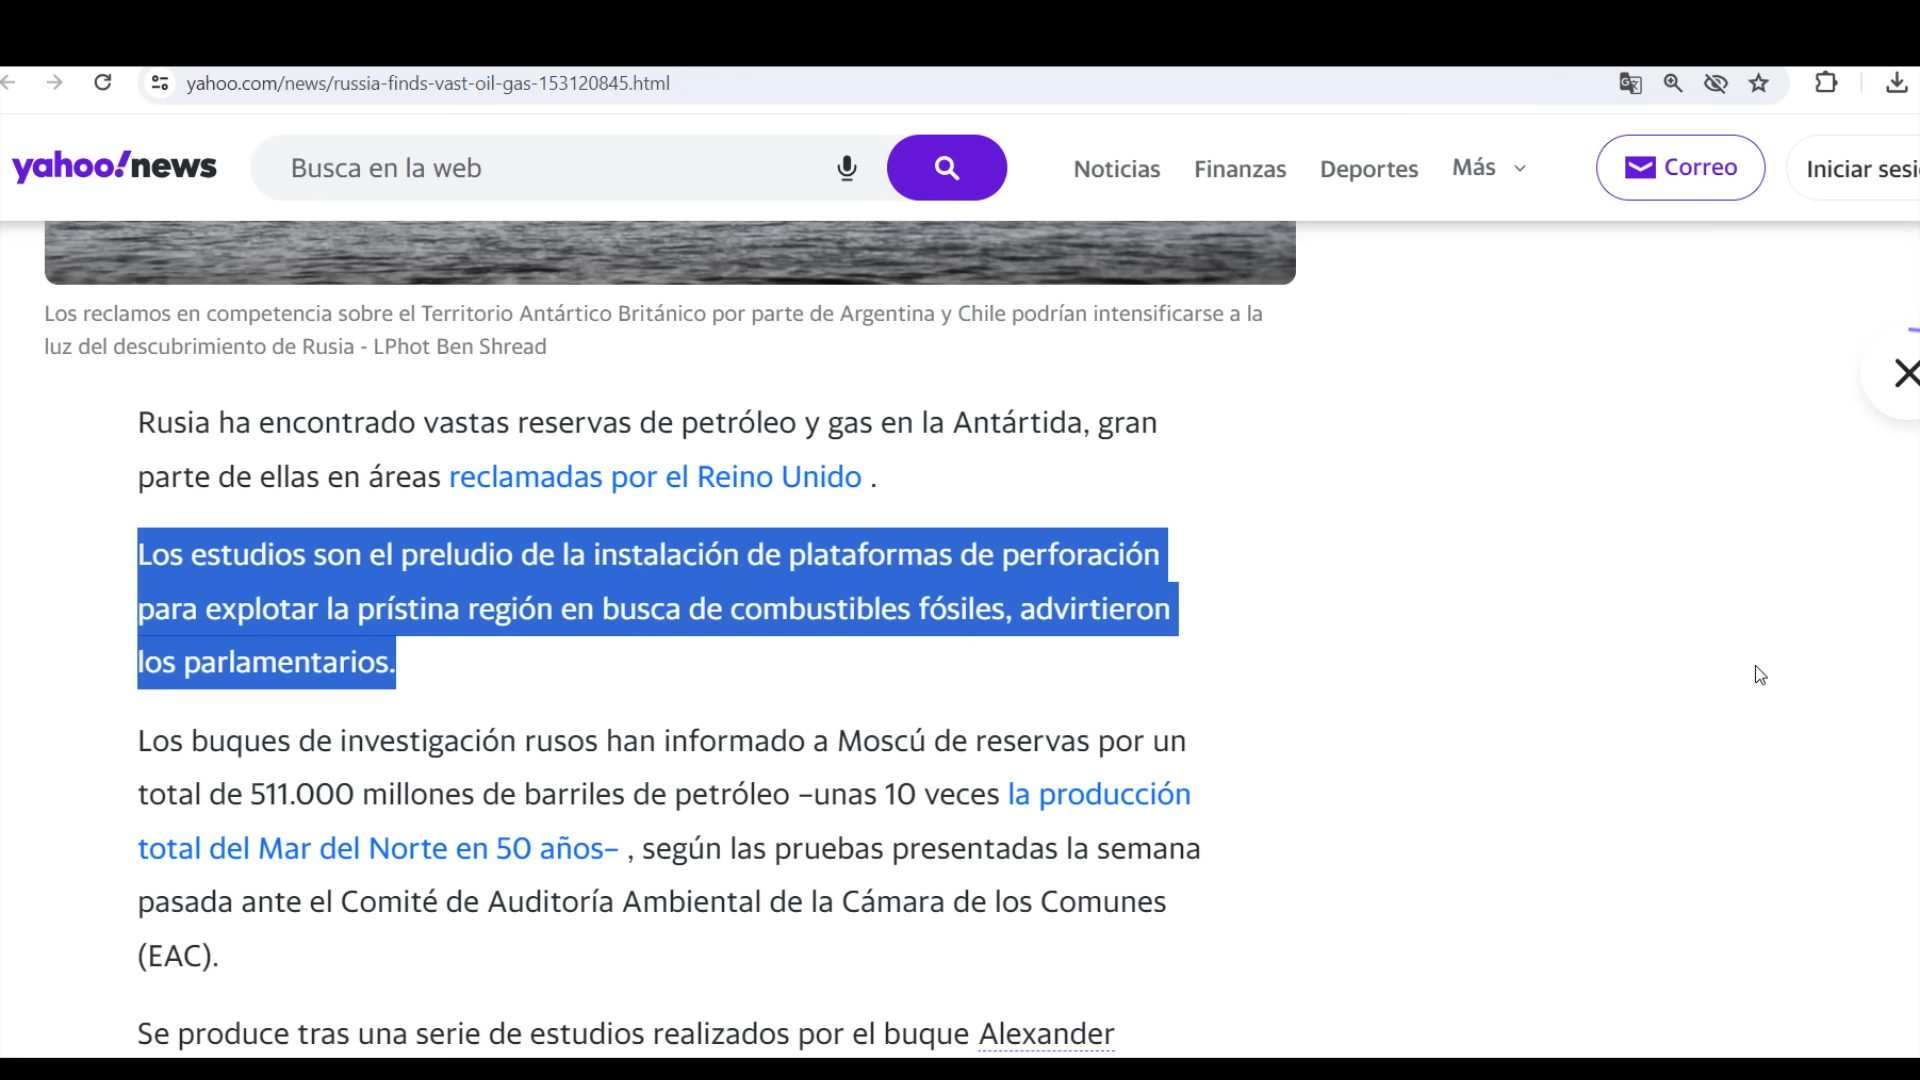 yahoo.com/news/russia-finds-vast-oil-gas-153120845.html
yahoo!news
Busca en la web
Noticias
Finanzas
Deportes
Más
Correo
Iniciar sesi
Los reclamos en competencia sobre el Territorio Antártico Británico por parte de Argentina y Chile podrían intensificarse a la
luz del descubrimiento de Rusia - LPhot Ben Shread
Rusia ha encontrado vastas reservas de petróleo y gas en la Antártida, gran
parte de ellas en áreas reclamadas por el Reino Unido .
Los estudios son el preludio de la instalación de plataformas de perforación
para explotar la prístina región en busca de combustibles fósiles, advirtieron
los parlamentarios.
Los buques de investigación rusos han informado a Moscú de reservas por un
total de 511.000 millones de barriles de petróleo –unas 10 veces la producción
total del Mar del Norte en 50 años– , según las pruebas presentadas la semana
pasada ante el Comité de Auditoría Ambiental de la Cámara de los Comunes
(EAC).
Se produce tras una serie de estudios realizados por el buque Alexander